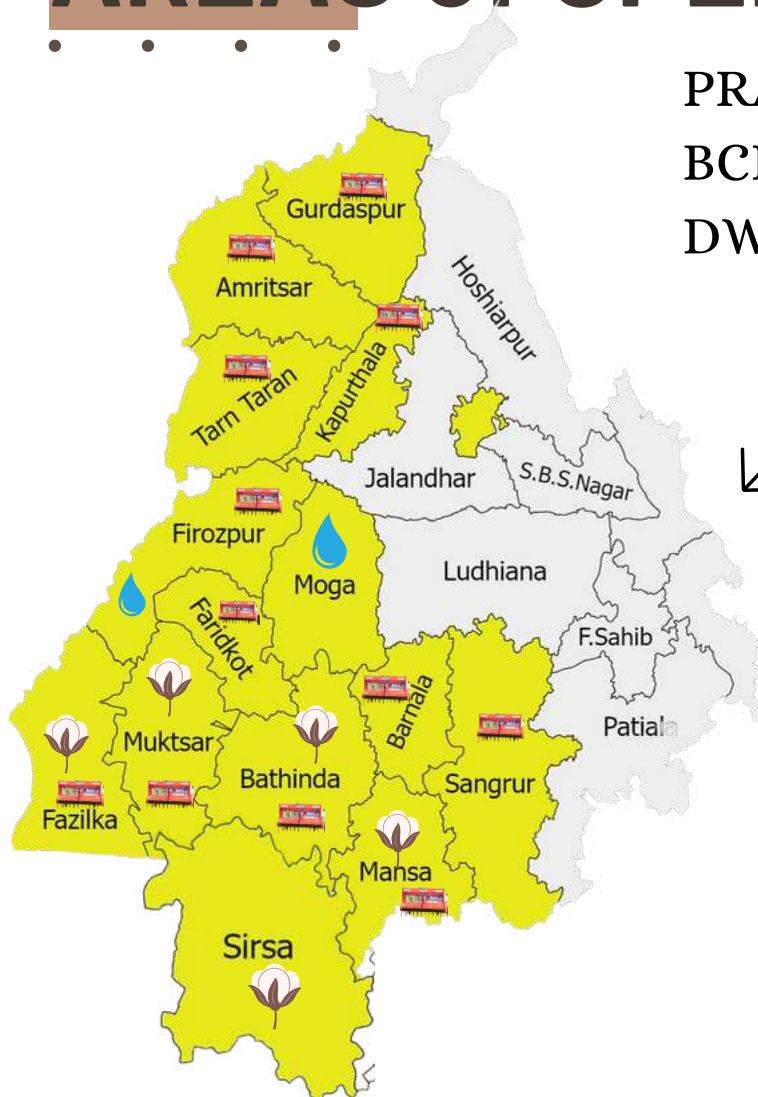 Gurdaspur
Amritsar
Hoshiarpur
Tarn Taran
Kapurthala
Jalandhar
S.B.S.Nagar
Firozpur
Moga
Ludhiana
Faridkot
F.Sahib
Barnala
Patiala
Muktsar
Bathinda
Sangrur
Fazilka
Mansa
Sirsa